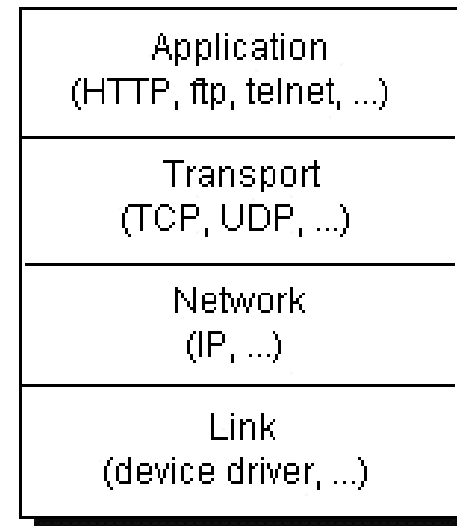 Application
(HTTP, ftp, telnet, ...)
Transport
(TCP, UDP, ...)
Network
(IP, ...)
Link
(device driver, ...)